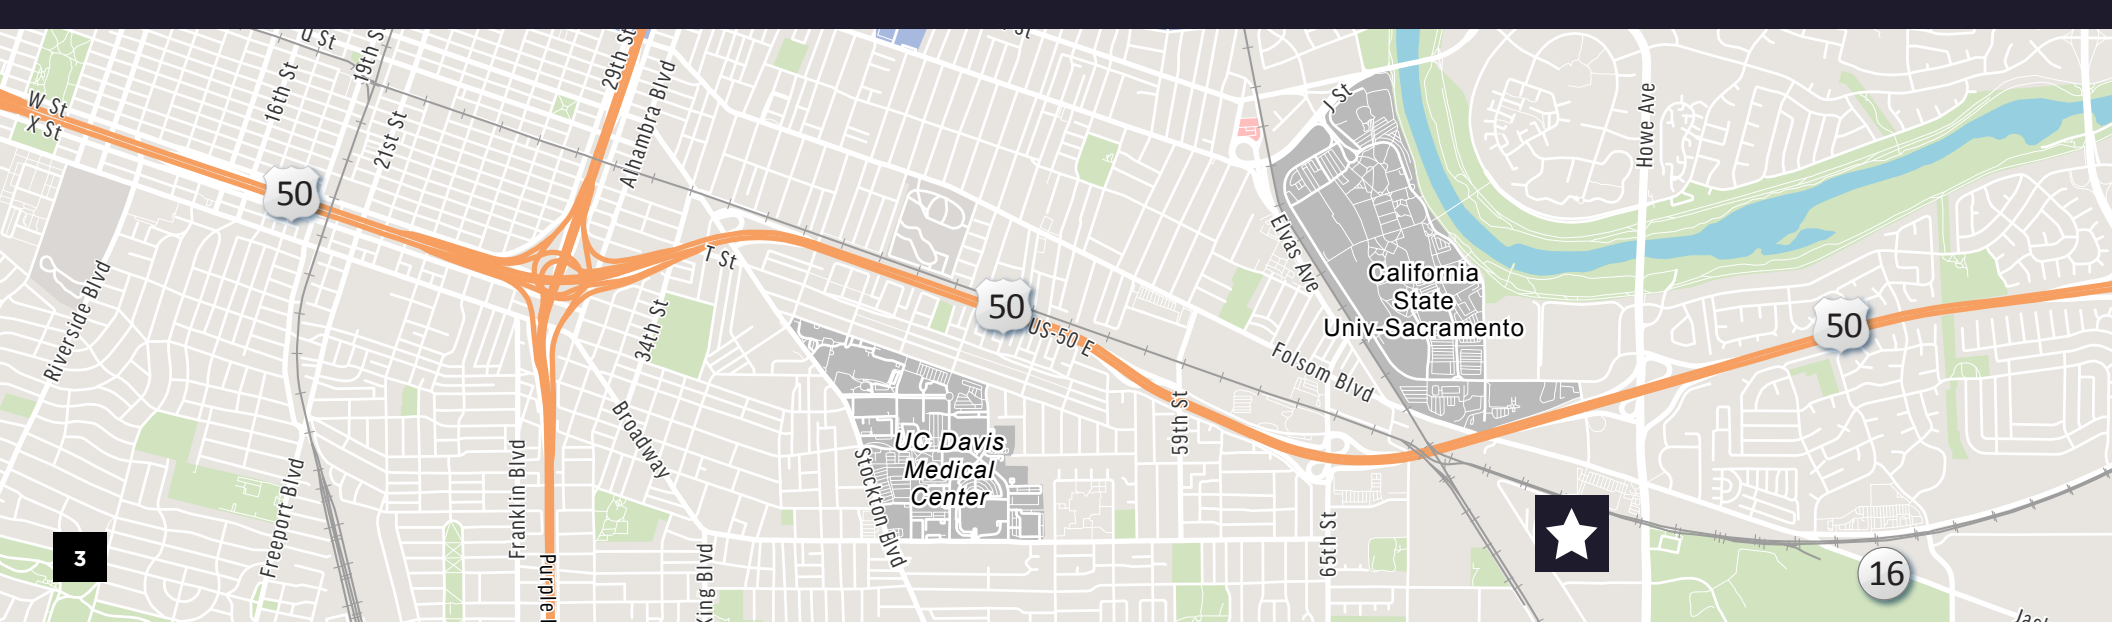 U St
19th S
16th St
29th St
Alhambra Blvd
W St
X St
21st St
50
J St
Howe Ave
Elvas Ave
T St
California
State
Univ-Sacramento
50
US-50 E
50
Riverside Blvd
34th St
Folsom Blvd
59th St
Broadway
UC Davis
Medical
Center
Stockton Blvd
Franklin Blvd
Freeport Blvd
65th St
3
Purple
King Blvd
16